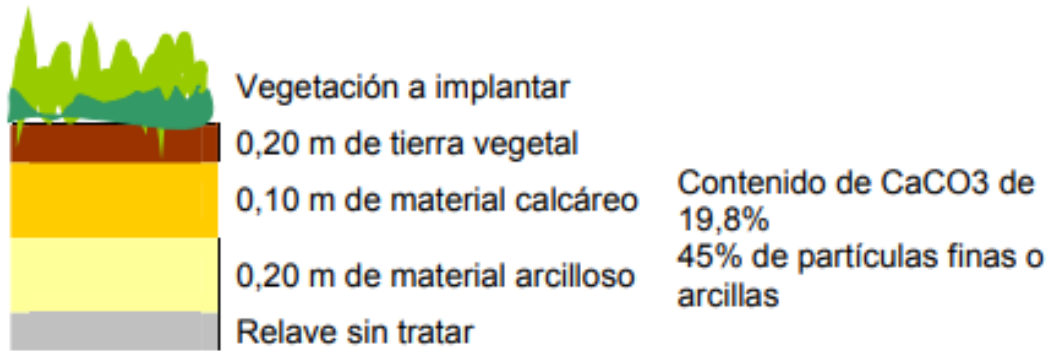 Vegetación a implantar
0,20 m de tierra vegetal
0,10 m de material calcáreo
0,20 m de material arcilloso
Relave sin tratar
Contenido de CaCO3 de
19,8%
45% de partículas finas o
arcillas